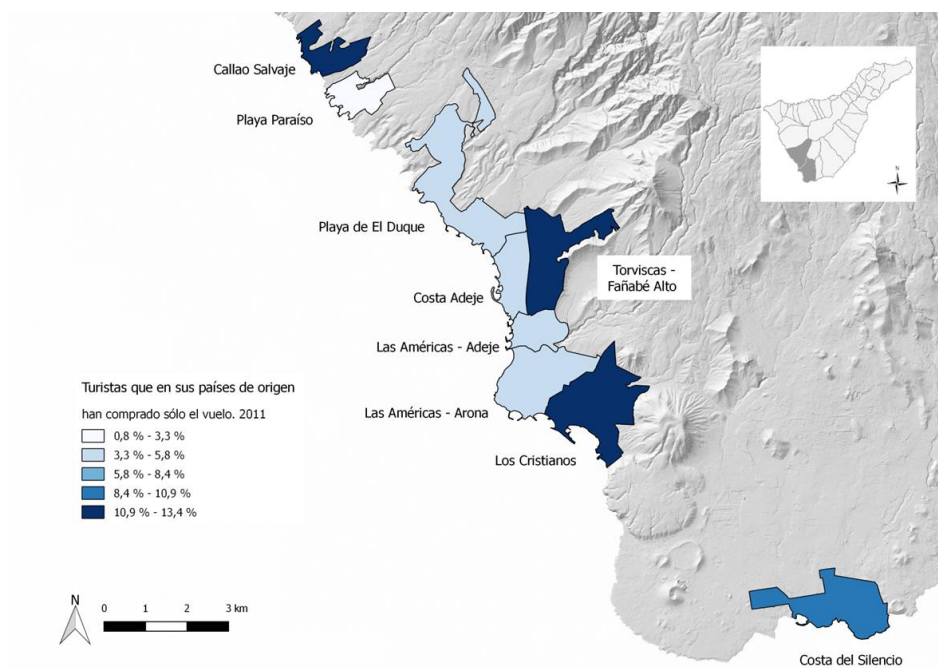 Callao Salvaje
Playa Paraíso
N
Playa de El Duque
Torviscas -
Fañabé Alto
Costa Adeje
Las Américas - Adeje
Turistas que en sus países de origen
han comprado sólo el vuelo. 2011
0,8 % - 3,3 %
3,3 % - 5,8 %
5,8 % - 8,4 %
8,4 % - 10,9 %
10,9 % - 13,4 %
Las Américas - Arona
Los Cristianos
N
0 1 2 3 km
Costa del Silencio